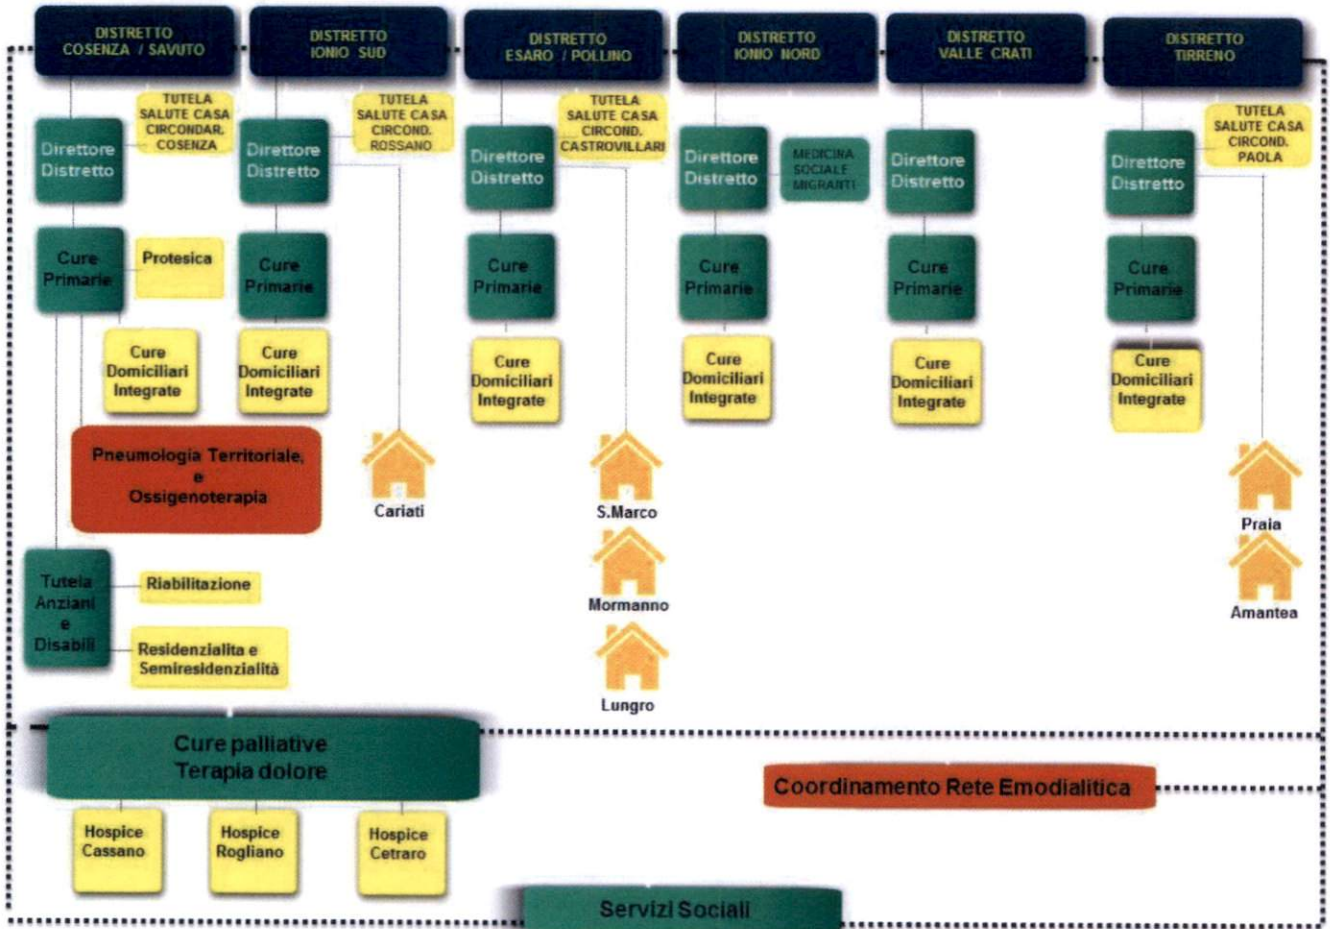 DISTRETTO
COSENZA / SAVUTO
DISTRETTO
IONIO SUD
DISTRETTO
ESARO / POLLINO
DISTRETTO
IONIO NORD
DISTRETTO
VALLE CRATI
DISTRETTO
TIRRENO
TUTELA
SALUTE CASA
CIRCONDAR.
COSENZA
TUTELA
SALUTE CASA
CIRCOND.
ROSSANO
TUTELA
SALUTE CASA
CIRCOND.
CASTROVILLARI
TUTELA
SALUTE CASA
CIRCOND.
PAOLA
Direttore
Distretto
Direttore
Distretto
Direttore
Distretto
Direttore
Distretto
MEDICINA
SOCIALE
MIGRANTI
Direttore
Distretto
Direttore
Distretto
Cure
Primarie
Protesica
Cure
Primarie
Cure
Primarie
Cure
Primarie
Cure
Primarie
Cure
Primarie
Cure
Domiciliari
Integrate
Cure
Domiciliari
Integrate
Cure
Domiciliari
Integrate
Cure
Domiciliari
Integrate
Cure
Domiciliari
Integrate
Cure
Domiciliari
Integrate
Pneumologia Territoriale,
e
Ossigenoterapia
Cariati
S.Marco
Praia
Mormanno
Amantea
Lungro
Tutela
Anziani
e
Disabili
Riabilitazione
Residenzialita e
Semiresidenzialità
Cure palliative
Terapia dolore
Coordinamento Rete Emodialitica
Hospice
Cassano
Hospice
Rogliano
Hospice
Cetraro
Servizi Sociali